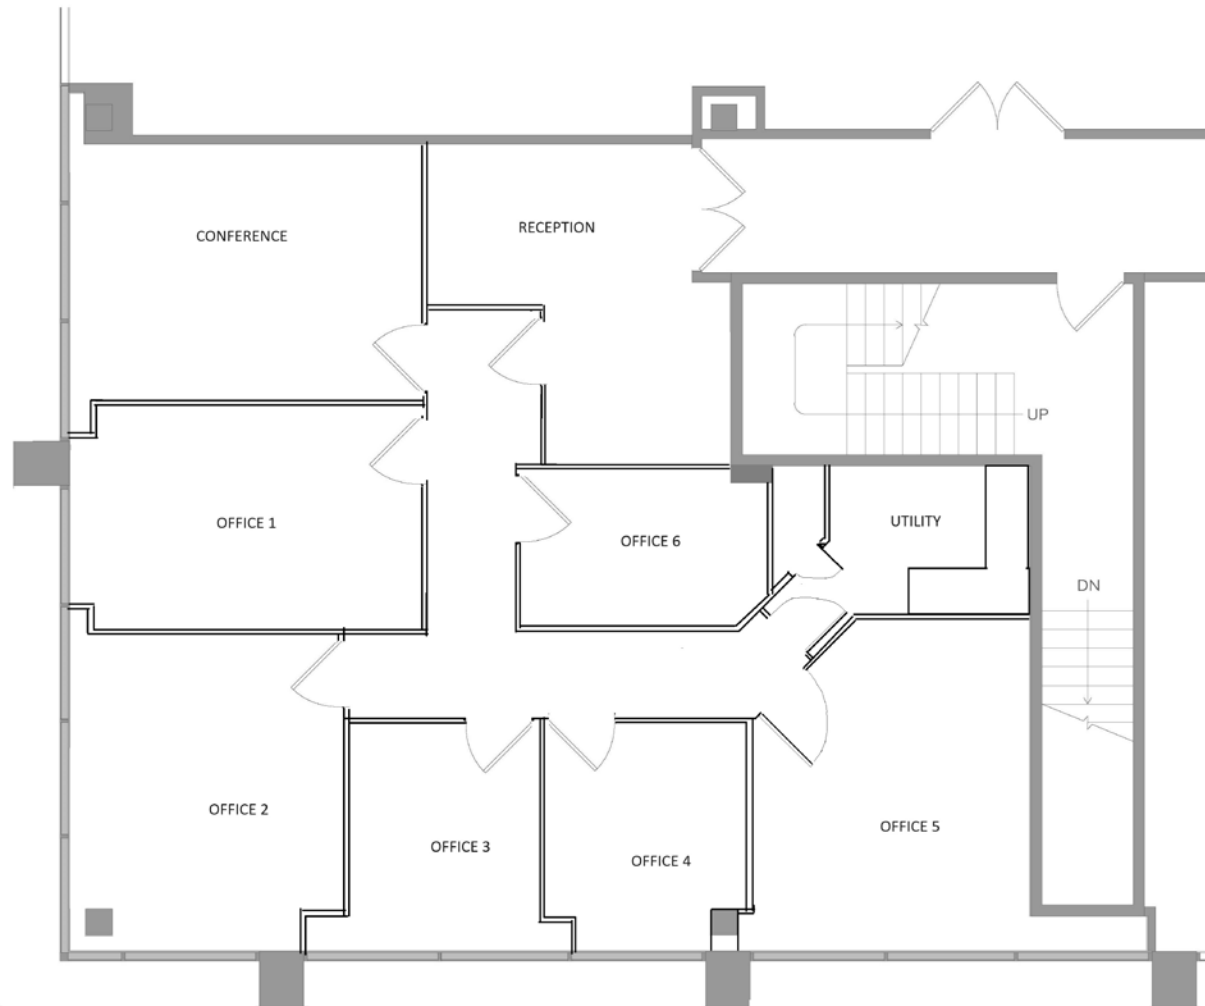 RECEPTION
CONFERENCE
UP
OFFICE 1
UTILITY
OFFICE 6
DN
OFFICE 2
OFFICE 5
OFFICE 3
OFFICE 4